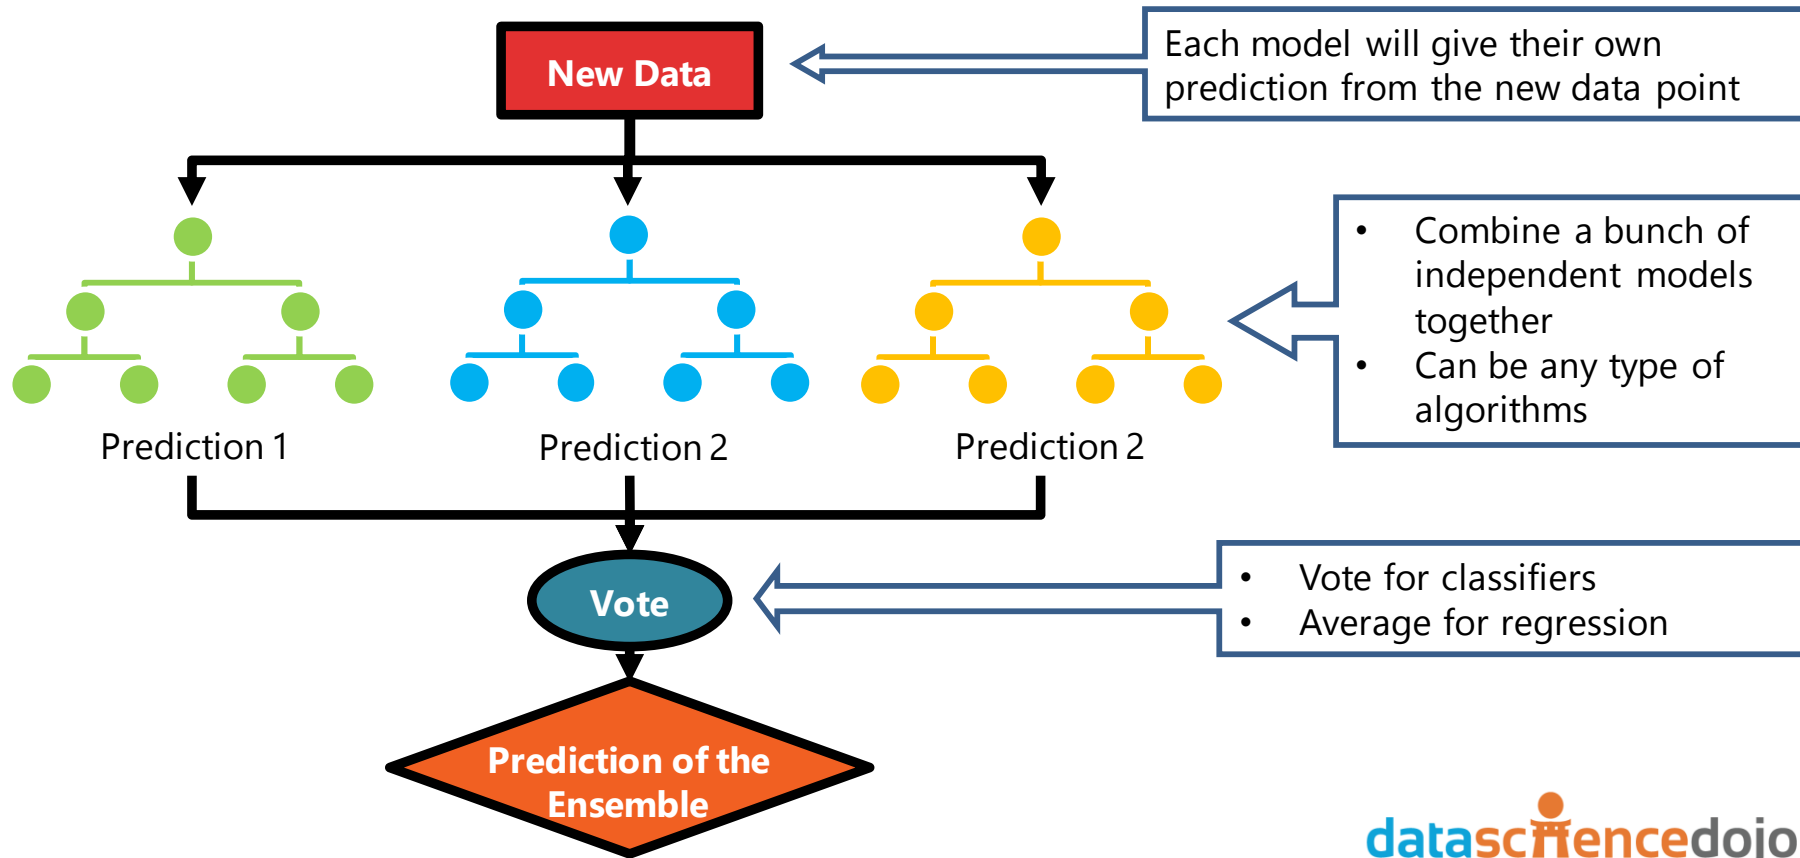 New Data
Each model will give their own
prediction from the new data point
• Combine a bunch of
independent models
together
• Can be any type of
algorithms
Prediction 1
Prediction 2
Prediction 2
Vote
• Vote for classifiers
• Average for regression
Prediction of the
Ensemble
datasciencedojo